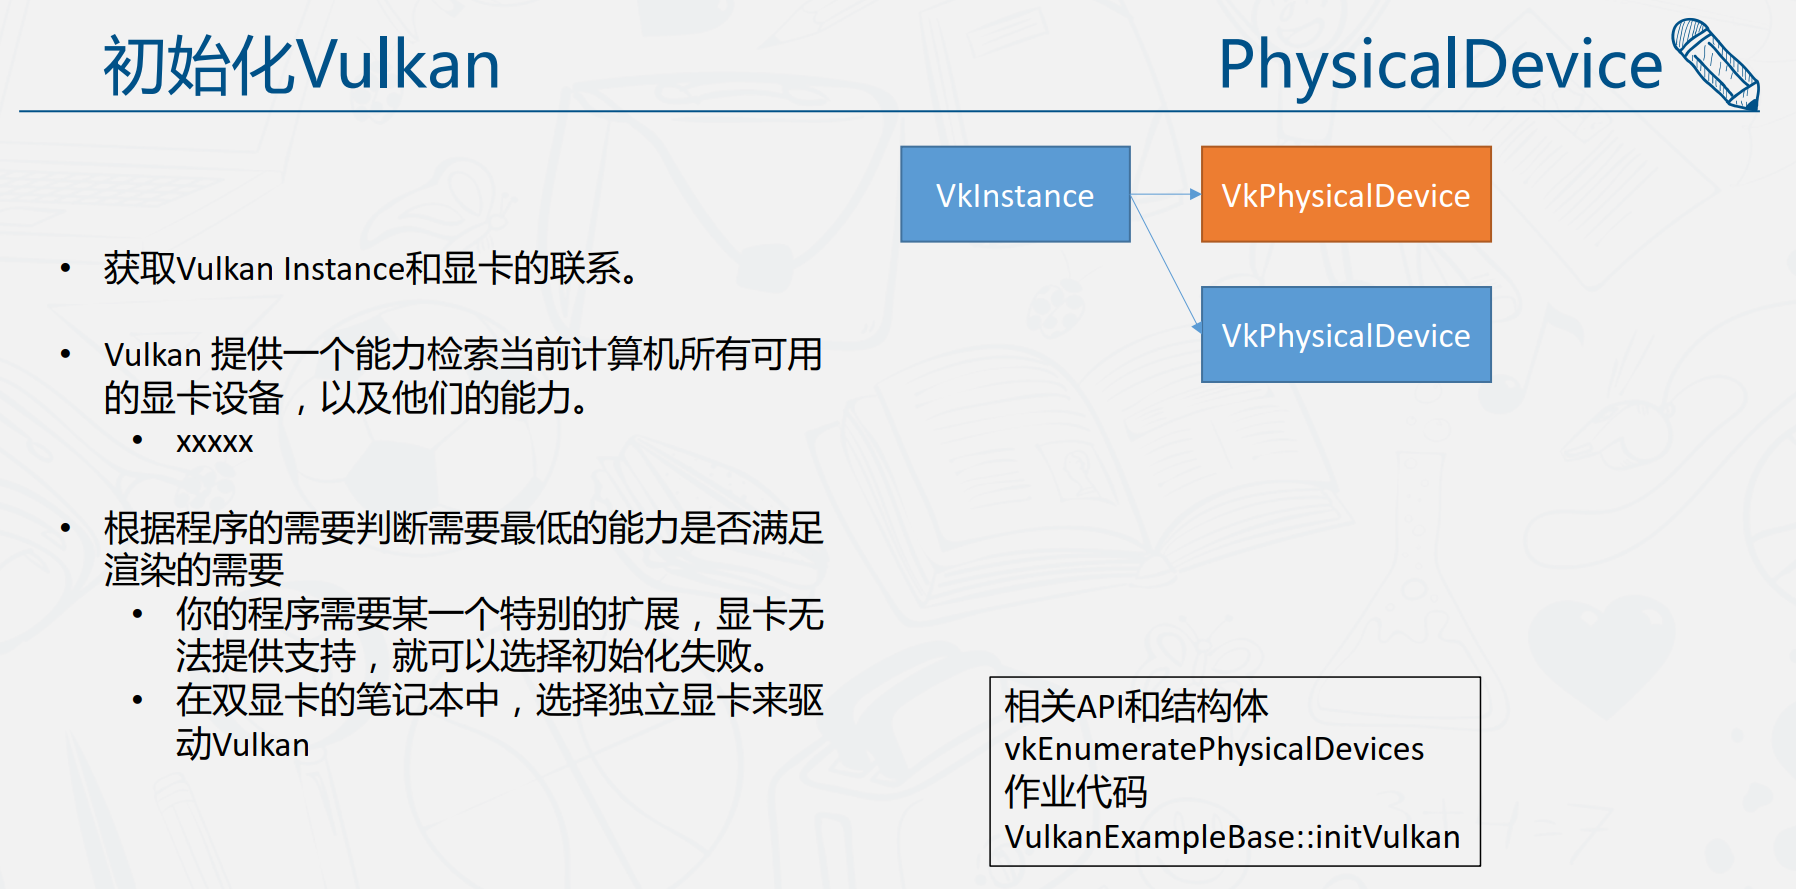 初始化Vulkan
PhysicalDevice
VkInstance
VkPhysicalDevice
VkPhysicalDevice
• 获取Vulkan Instance和显卡的联系。
• Vulkan 提供一个能力检索当前计算机所有可用
的显卡设备，以及他们的能力。
• xxxxx
• 根据程序的需要判断需要最低的能力是否满足
渲染的需要
• 你的程序需要某一个特别的扩展，显卡无
法提供支持，就可以选择初始化失败。
• 在双显卡的笔记本中，选择独立显卡来驱
动Vulkan
相关API和结构体
vkEnumeratePhysicalDevices
作业代码
VulkanExampleBase::initVulkan